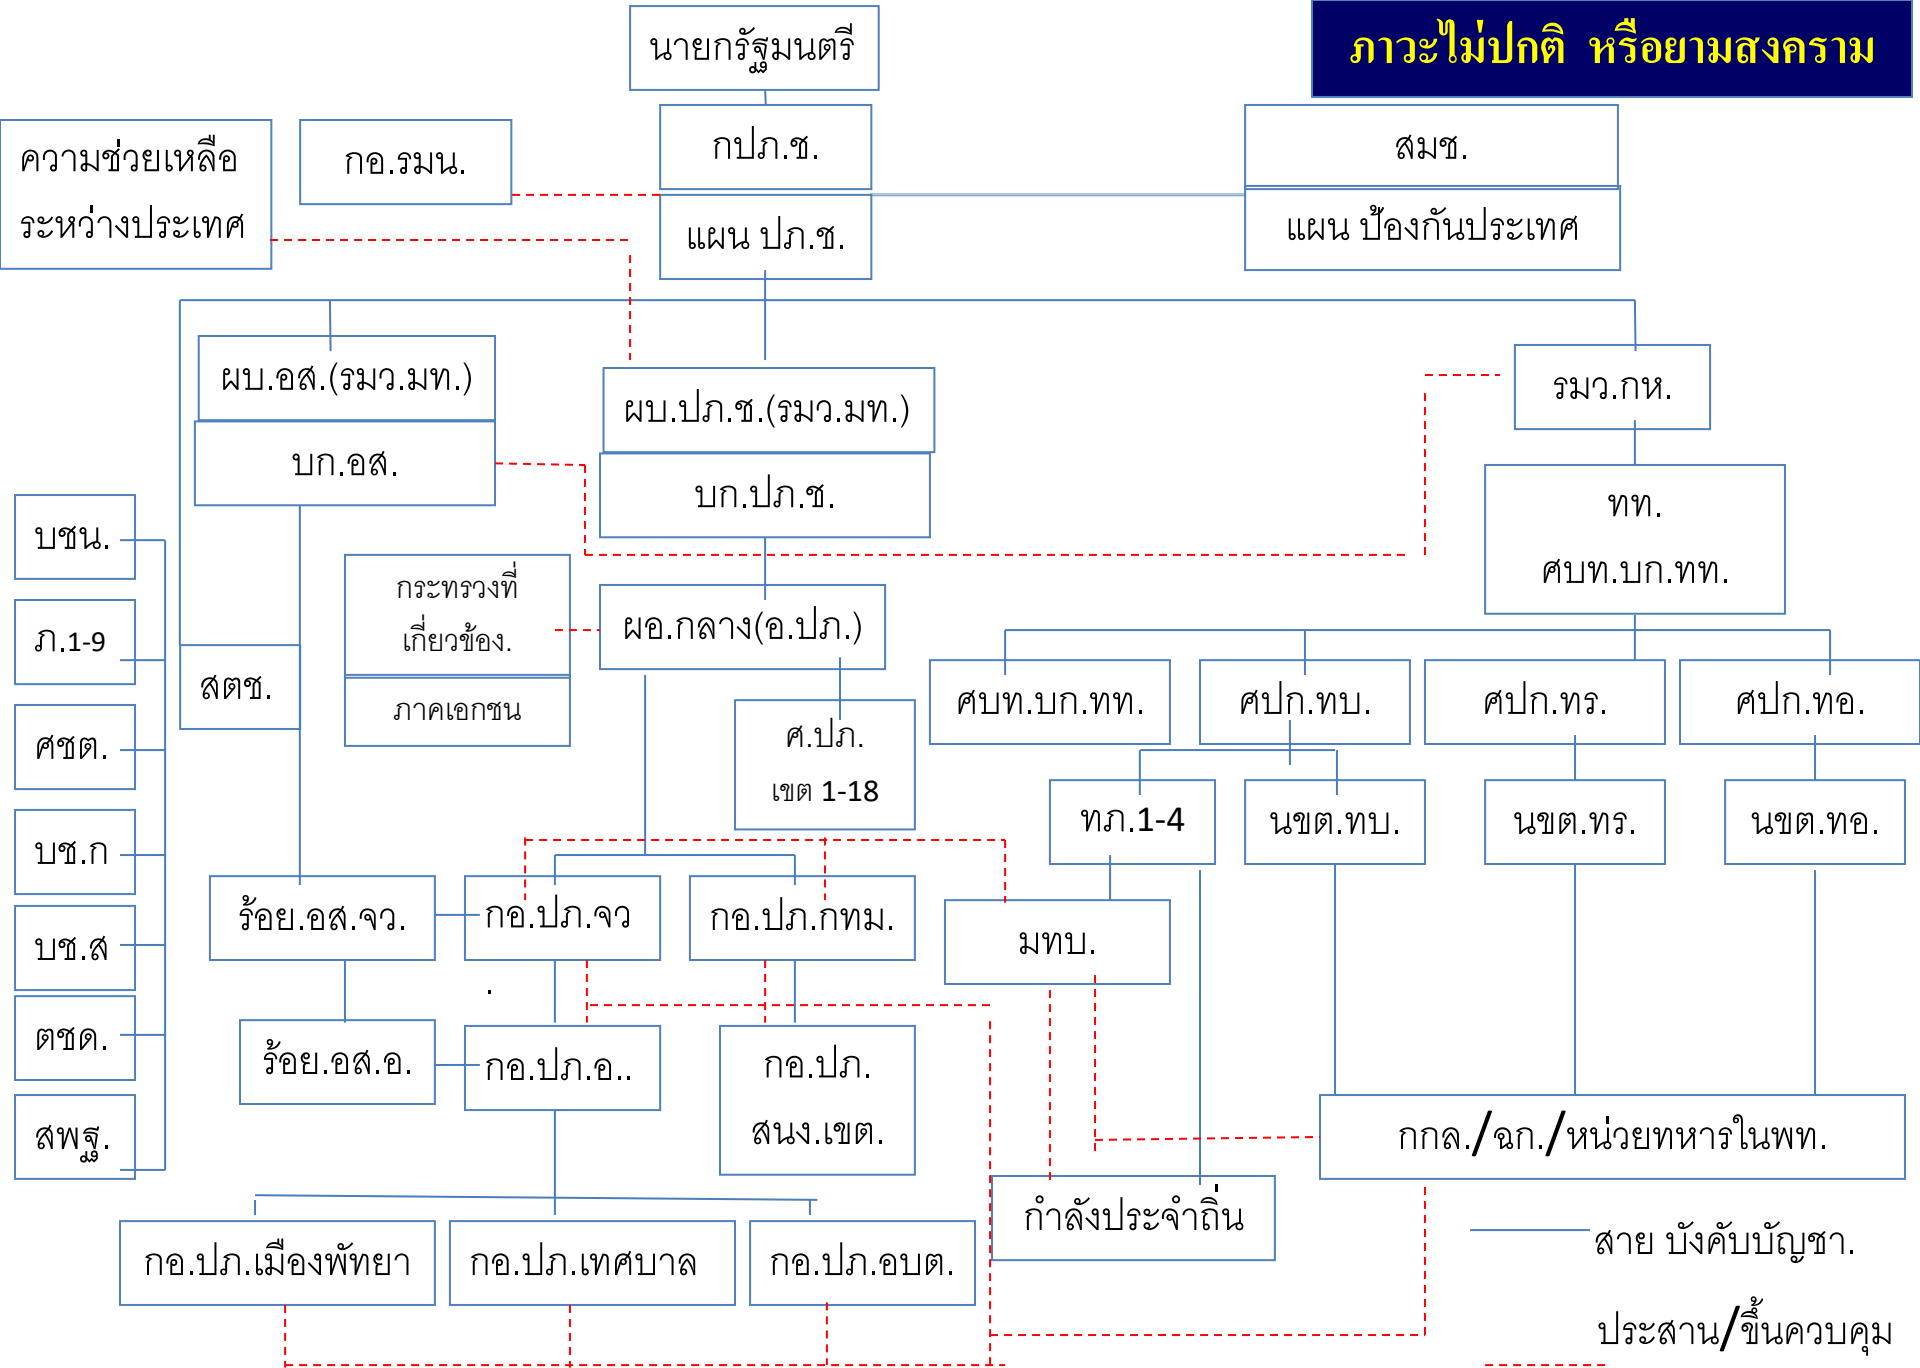 นายกรัฐมนตรี
ภาวะไม่ปกติ หรือยามสงคราม
ความช่วยเหลือ
ระหว่างประเทศ
กอ.รมน.
กปภ.ช.
แผน ปภ.ช.
สมช.
แผน ป้องกันประเทศ
ผบ.อส.(รมว.มท.)
บก.อส.
ผบ.ปภ.ช.(รมว.มท.)
บก.ปภ.ช.
รมว.กห.
ทท.
ศบท.บก.ทท.
บชน.
ภ.1-9
ศชต.
บช.ก
บช.ส
ตชด.
สพฐ.
สตช.
กระทรวงที่
เกี่ยวข้อง.
ภาคเอกชน
ผอ.กลาง(อ.ปภ.)
ศ.ปภ.
เขต 1-18
ศบท.บก.ทท.
ศปก.ทบ.
ศปก.ทร.
ศปก.ทอ.
ทภ.1-4
นขต.ทบ.
นขต.ทร.
นขต.ทอ.
ร้อย.อส.จว.
กอ.ปภ.จว
.
กอ.ปภ.กทม.
มทบ.
ร้อย.อส.อ.
กอ.ปภ.อ..
กอ.ปภ.
สนง.เขต.
กกล./ฉก./หน่วยทหารในพท.
กำลังประจำถิ่น
กอ.ปภ.เมืองพัทยา
กอ.ปภ.เทศบาล
กอ.ปภ.อบต.
สาย บังคับบัญชา.
ประสาน/ขึ้นควบคุม